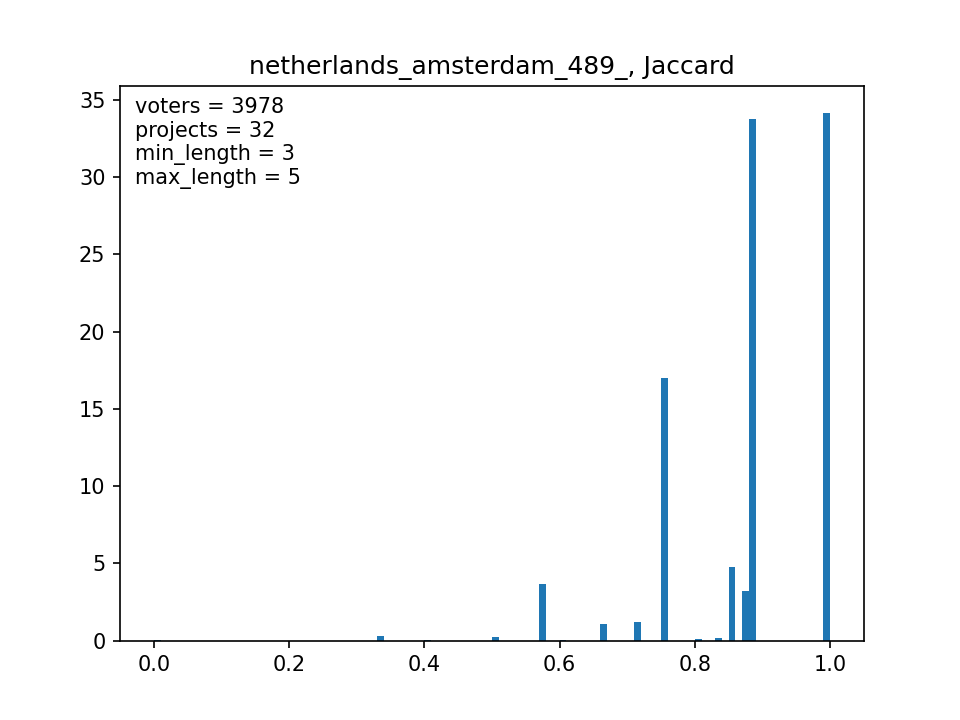 netherlands_amsterdam_489_, Jaccard
voters = 3978
projects = 32
min_length = 3
max_length = 5
35
30
25
20
15
10
5
0
0.0 0.2 0.4 0.6 0.8 1.0